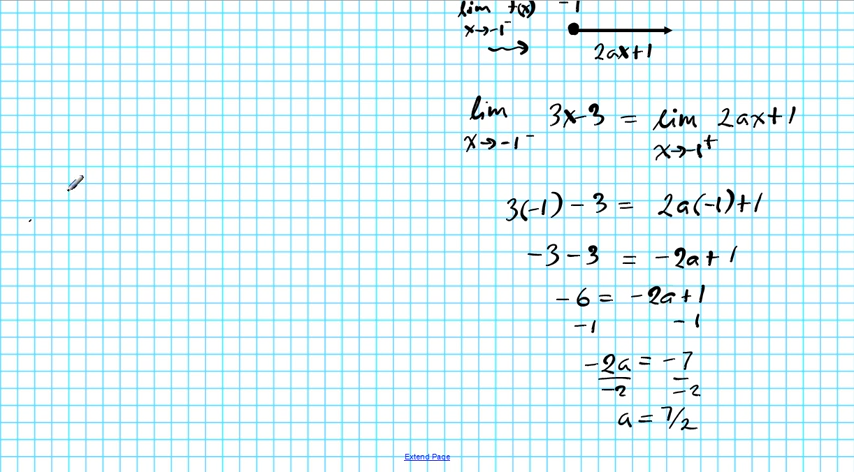 lim f(x) -1
x→-1⁻
2ax+1
lim 3x-3 = lim 2ax+1
x→-1⁻ x→-1⁺
3(-1)-3 = 2a(-1)+1
-3-3 = -2a+1
-6 = -2a+1
-1 -1
-2a = -7
-2 -2
a = 7/2
Extend Page